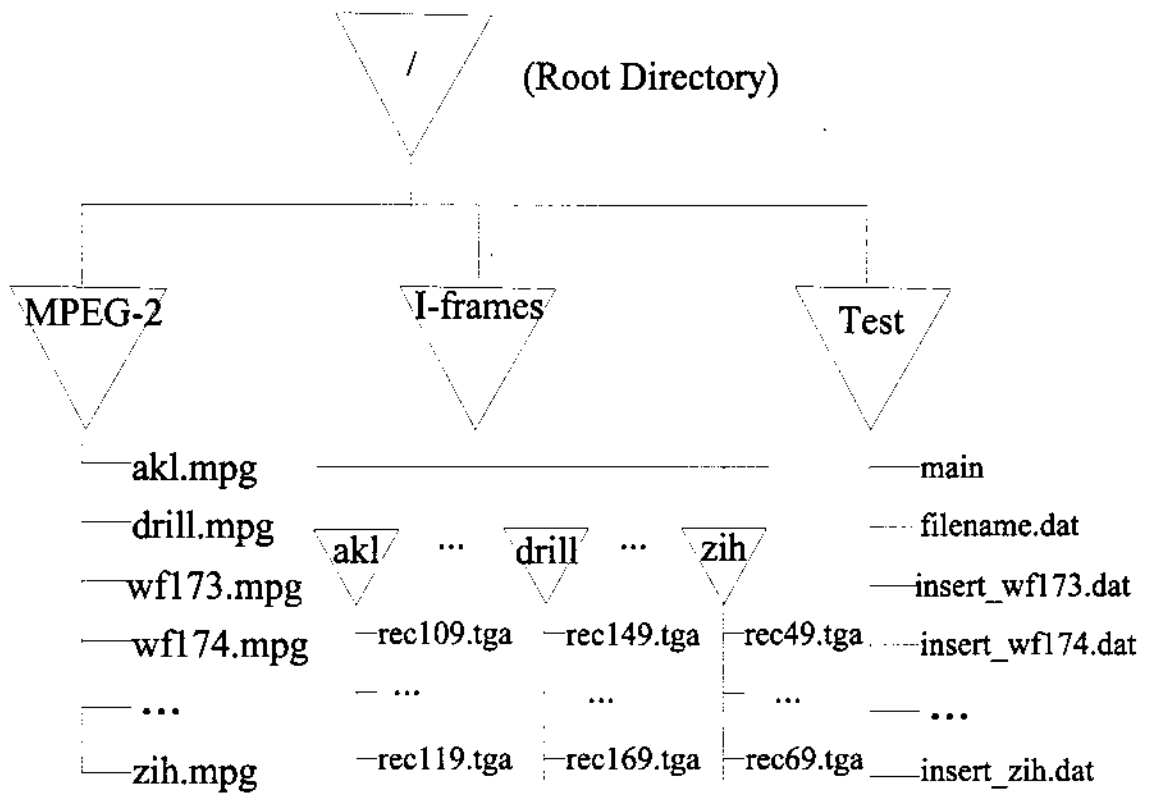 /
(Root Directory)
MPEG-2
I-frames
Test
akl.mpg
drill.mpg
wf173.mpg
wf174.mpg
...
zih.mpg
akl
...
drill
...
zih
rec109.tga
...
rec119.tga
rec149.tga
...
rec169.tga
rec49.tga
...
rec69.tga
main
filename.dat
insert_wf173.dat
insert_wf174.dat
...
insert_zih.dat